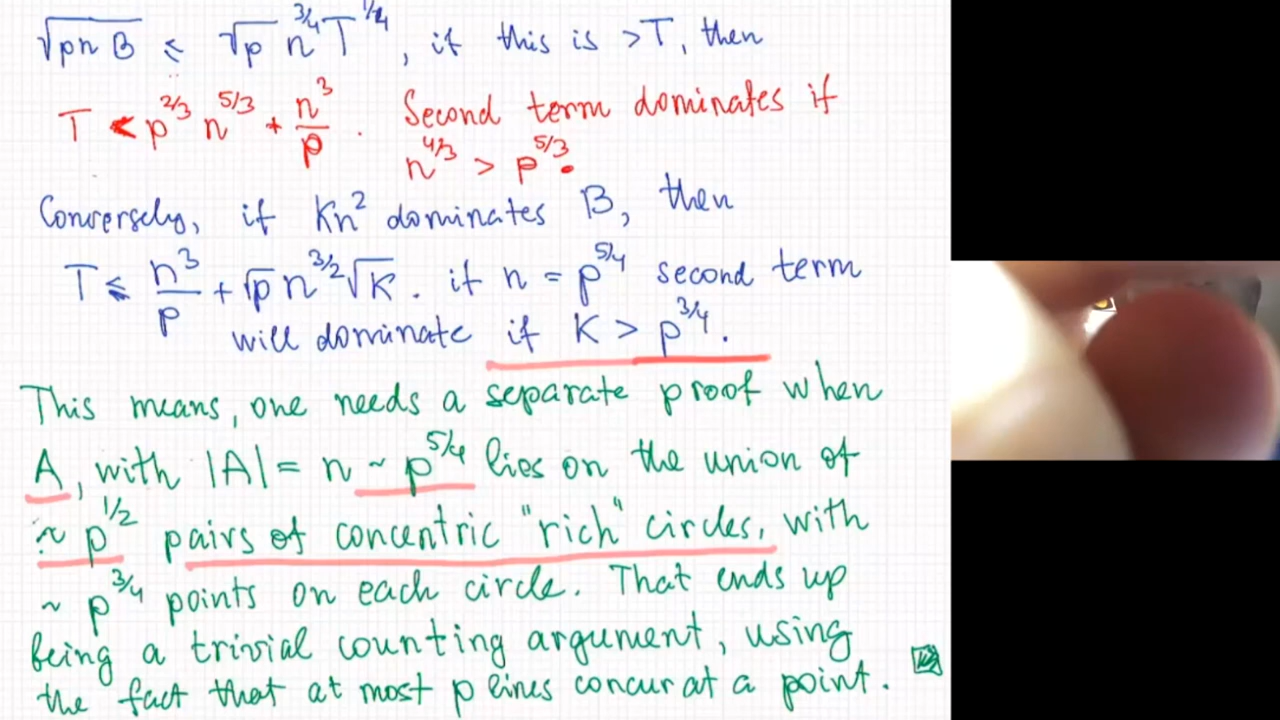 √(pnB) ≤ √p n^{3/4} T^{1/4}, if this is >T, then
T < p^{2/3} n^{5/3} + n^3/p. Second term dominates if
n^{4/3} > p^{5/3}.
Conversely, if Kn^2 dominates B, then
T ≤ n^3/p + √p n^{3/2} √K. if n = p^{5/4} second term
will dominate if K > p^{3/4}.
This means, one needs a separate proof when
A, with |A| = n ~ p^{5/4} lies on the union of
~ p^{1/2} pairs of concentric "rich" circles, with
~ p^{3/4} points on each circle. That ends up
being a trivial counting argument, using
the fact that at most p lines concur at a point.